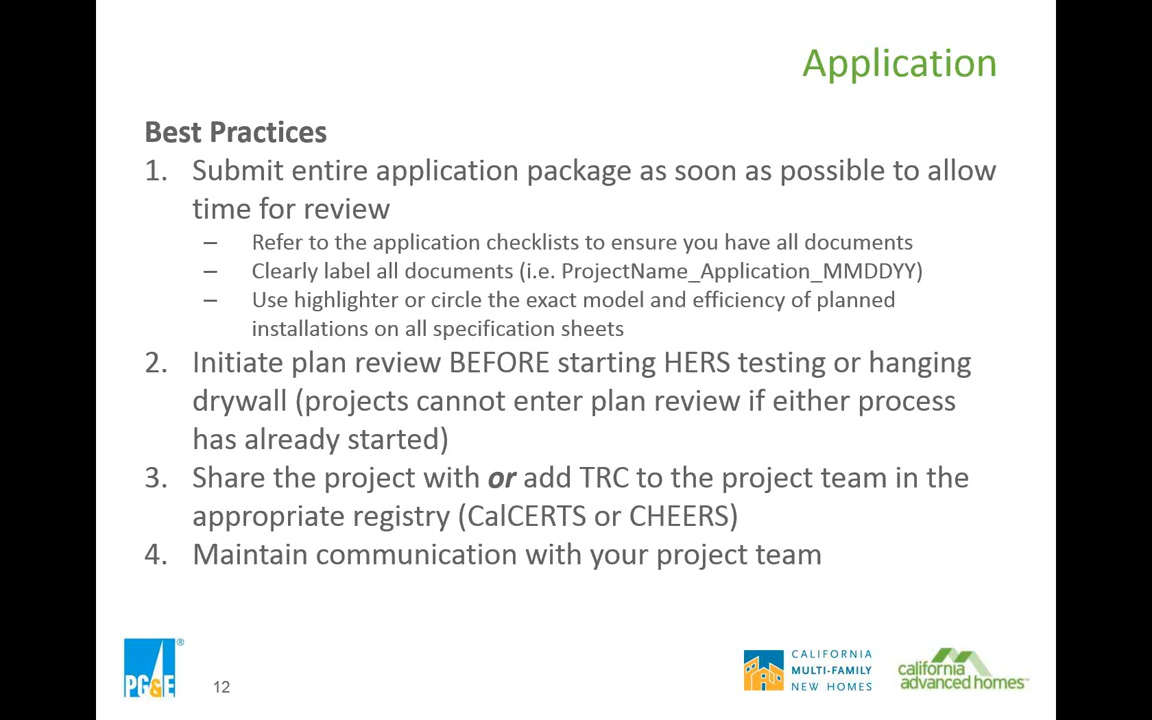 Application
Best Practices
1. Submit entire application package as soon as possible to allow
time for review
– Refer to the application checklists to ensure you have all documents
– Clearly label all documents (i.e. ProjectName_Application_MMDDYY)
– Use highlighter or circle the exact model and efficiency of planned
installations on all specification sheets
2. Initiate plan review BEFORE starting HERS testing or hanging
drywall (projects cannot enter plan review if either process
has already started)
3. Share the project with or add TRC to the project team in the
appropriate registry (CalCERTS or CHEERS)
4. Maintain communication with your project team
PG&E®
12
CALIFORNIA
MULTI-FAMILY
NEW HOMES
california
advanced homes™